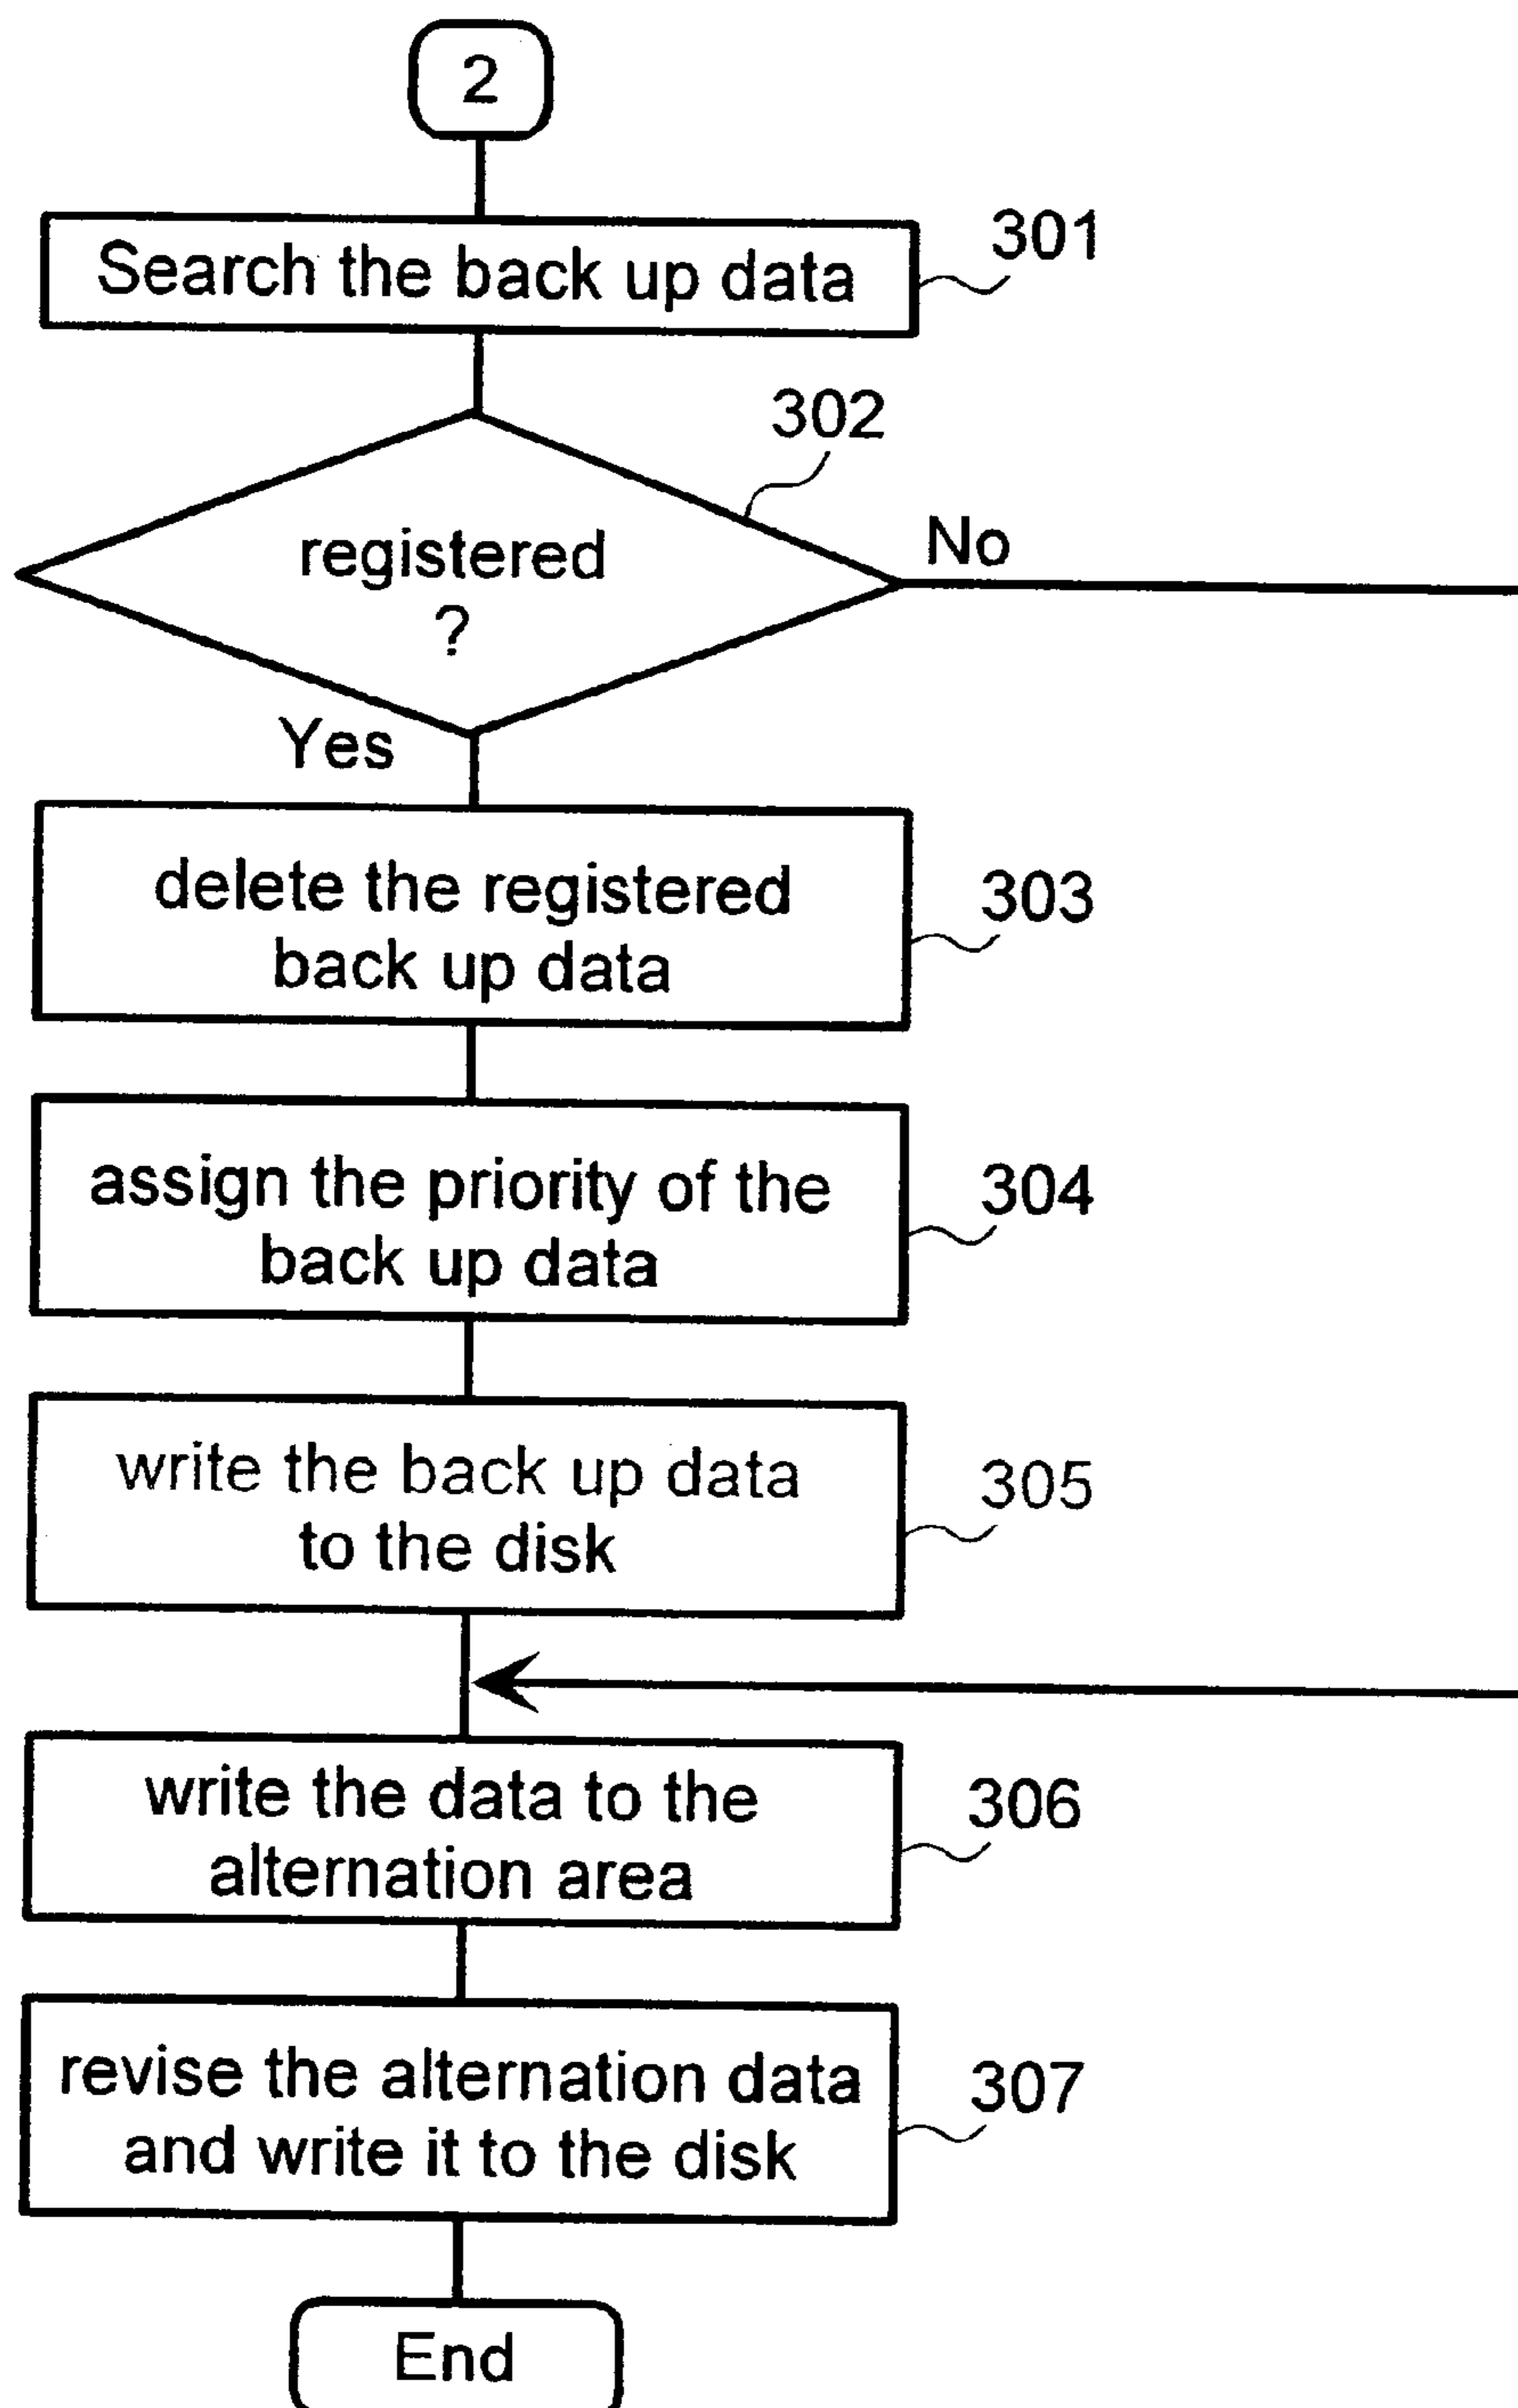 2
Search the back up data
301
302
registered
?
No
Yes
delete the registered
back up data
303
assign the priority of the
back up data
304
write the back up data
to the disk
305
write the data to the
alternation area
306
revise the alternation data
and write it to the disk
307
End